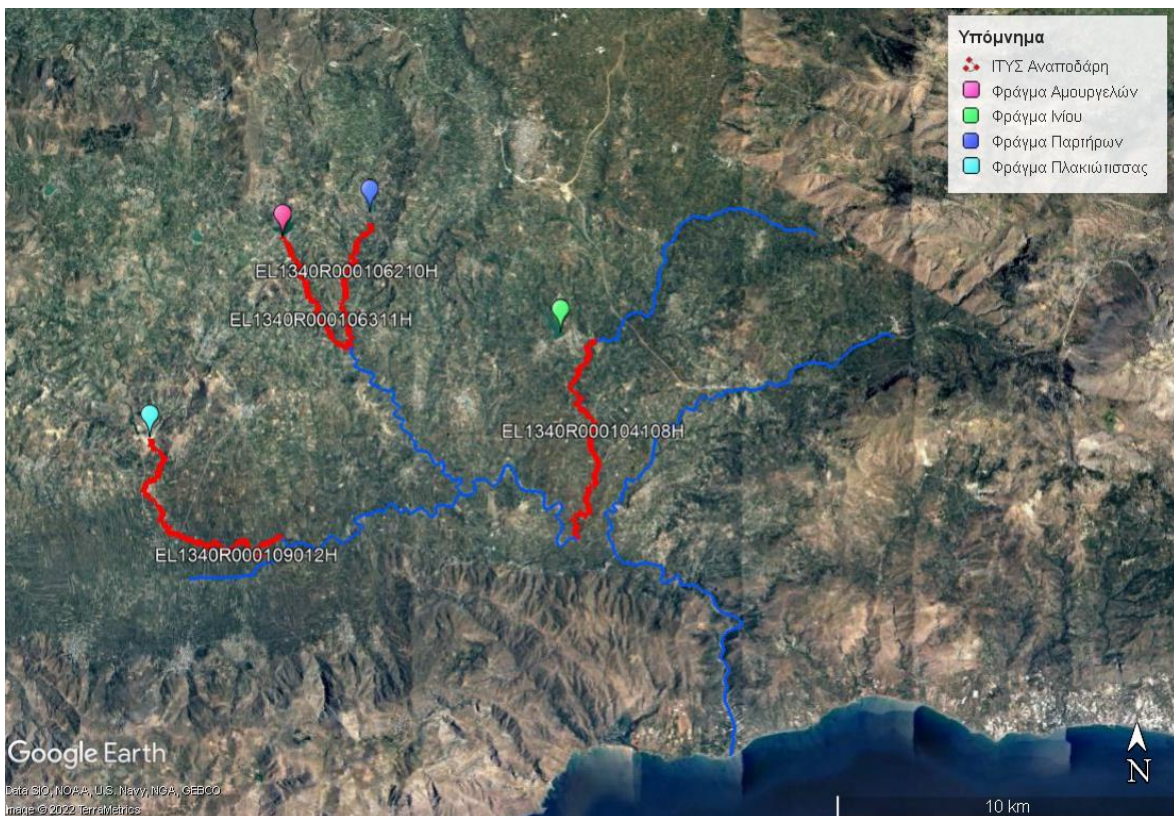 Υπόμνημα
ΙΤΥΣ Αναποδάρη
Φράγμα Αμουργελών
Φράγμα Ινίου
Φράγμα Παρτήρων
Φράγμα Πλακιώτισσας
EL1340R000106210H
EL1340R000106311H
EL1340R000104108H
EL1340R000109012H
Google Earth
Data SIO, NOAA, U.S. Navy, NGA, GEBCO
Image © 2022 TerraMetrics
N
10 km